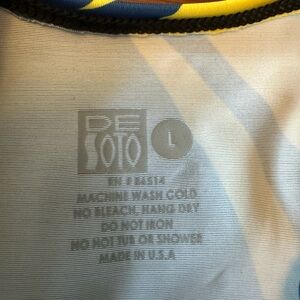 DE
SOTO
L
RN # 86514
MACHINE WASH COLD
NO BLEACH, HANG DRY
DO NOT IRON
NO HOT TUB OR SHOWER
MADE IN U.S.A